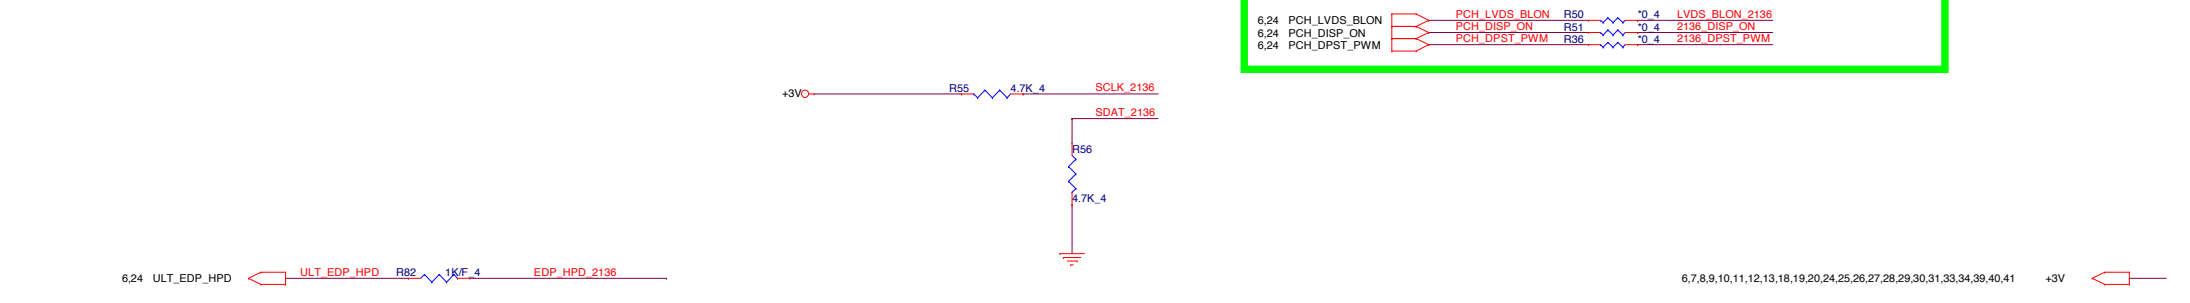 6,24 PCH_LVDS_BLON PCH_LVDS_BLON R50 *0_4 LVDS_BLON_2136
6,24 PCH_DISP_ON PCH_DISP_ON R51 *0_4 2136_DISP_ON
6,24 PCH_DPST_PWM PCH_DPST_PWM R36 *0_4 2136_DPST_PWM
+3V R55 4.7K_4 SCLK_2136
SDAT_2136
R56
4.7K_4
6,24 ULT_EDP_HPD ULT_EDP_HPD R82 1K/F_4 EDP_HPD_2136
6,7,8,9,10,11,12,13,18,19,20,24,25,26,27,28,29,30,31,33,34,39,40,41 +3V